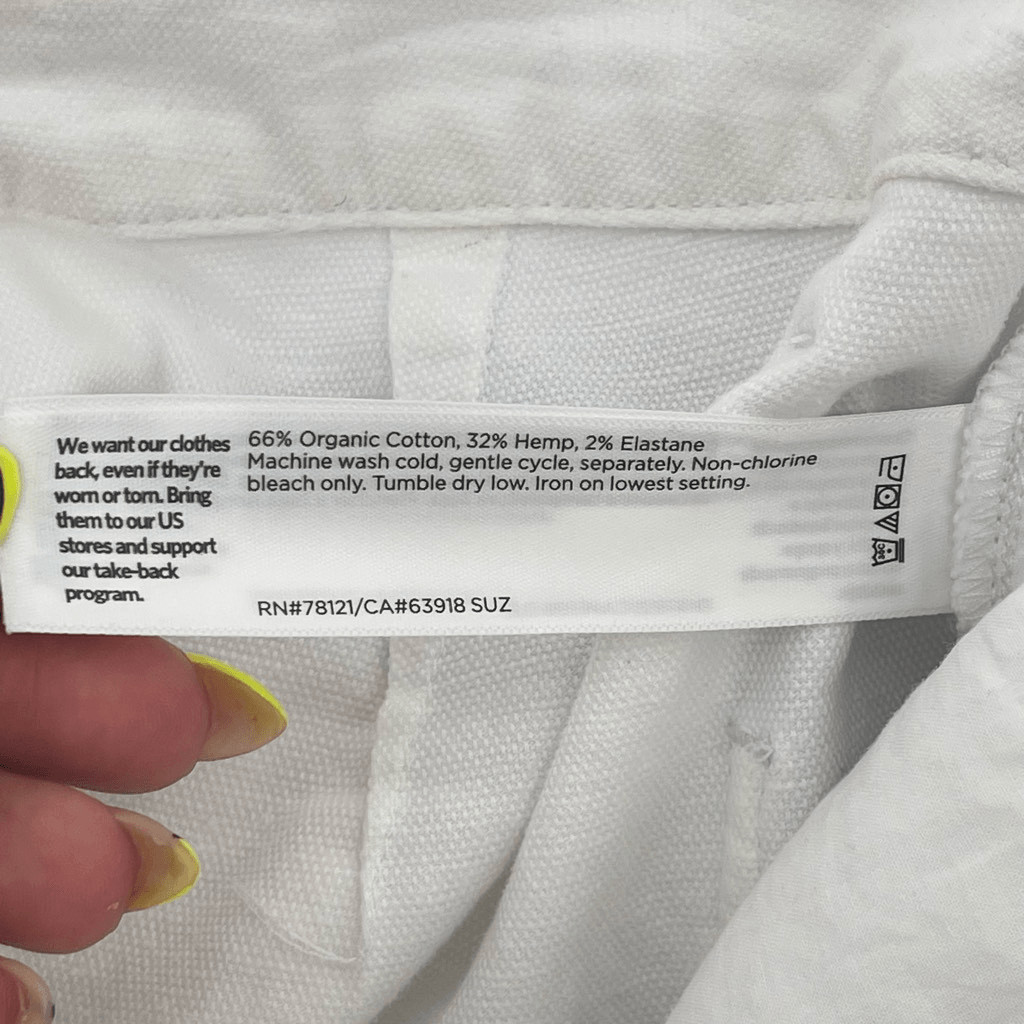 We want our clothes
back, even if they're
worn or torn. Bring
them to our US
stores and support
our take-back
program.
66% Organic Cotton, 32% Hemp, 2% Elastane
Machine wash cold, gentle cycle, separately. Non-chlorine
bleach only. Tumble dry low. Iron on lowest setting.
RN#78121/CA#63918 SUZ